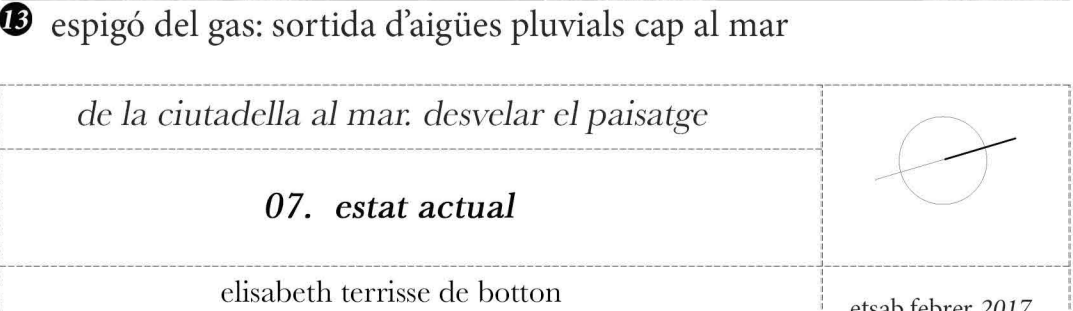 13 espigó del gas: sortida d'aigües pluvials cap al mar
de la ciutadella al mar. desvelar el paisatge
07. estat actual
elisabeth terrisse de botton
etsab febrer 2017